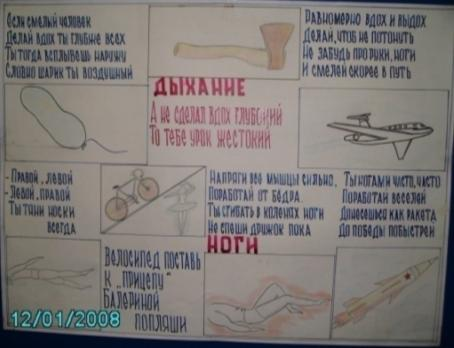 Если смелый человек
Делай вдох ты глубже всех
Ты тогда всплывешь наружу
Словно шарик ты воздушный
Равномерно вдох и выдох
Делай, чтоб не потонуть
Не забудь про руки, ноги
И смелей скорее в путь
ДЫХАНИЕ
А не сделал вдох глубокий
То тебе урок жестокий
- Правой, левой
- Левой, правой
Ты тяни носки
всегда
Напряги все мышцы сильно,
Поработай от бедра.
Ты сгибать в коленях ноги
Не спеши дружок пока
Ты ногами часто, часто
Поработай веселей
Донесешься как ракета
До победы побыстрей
НОГИ
Велосипед поставь
к "прицепу"
Балериной
попляши
12/01/2008